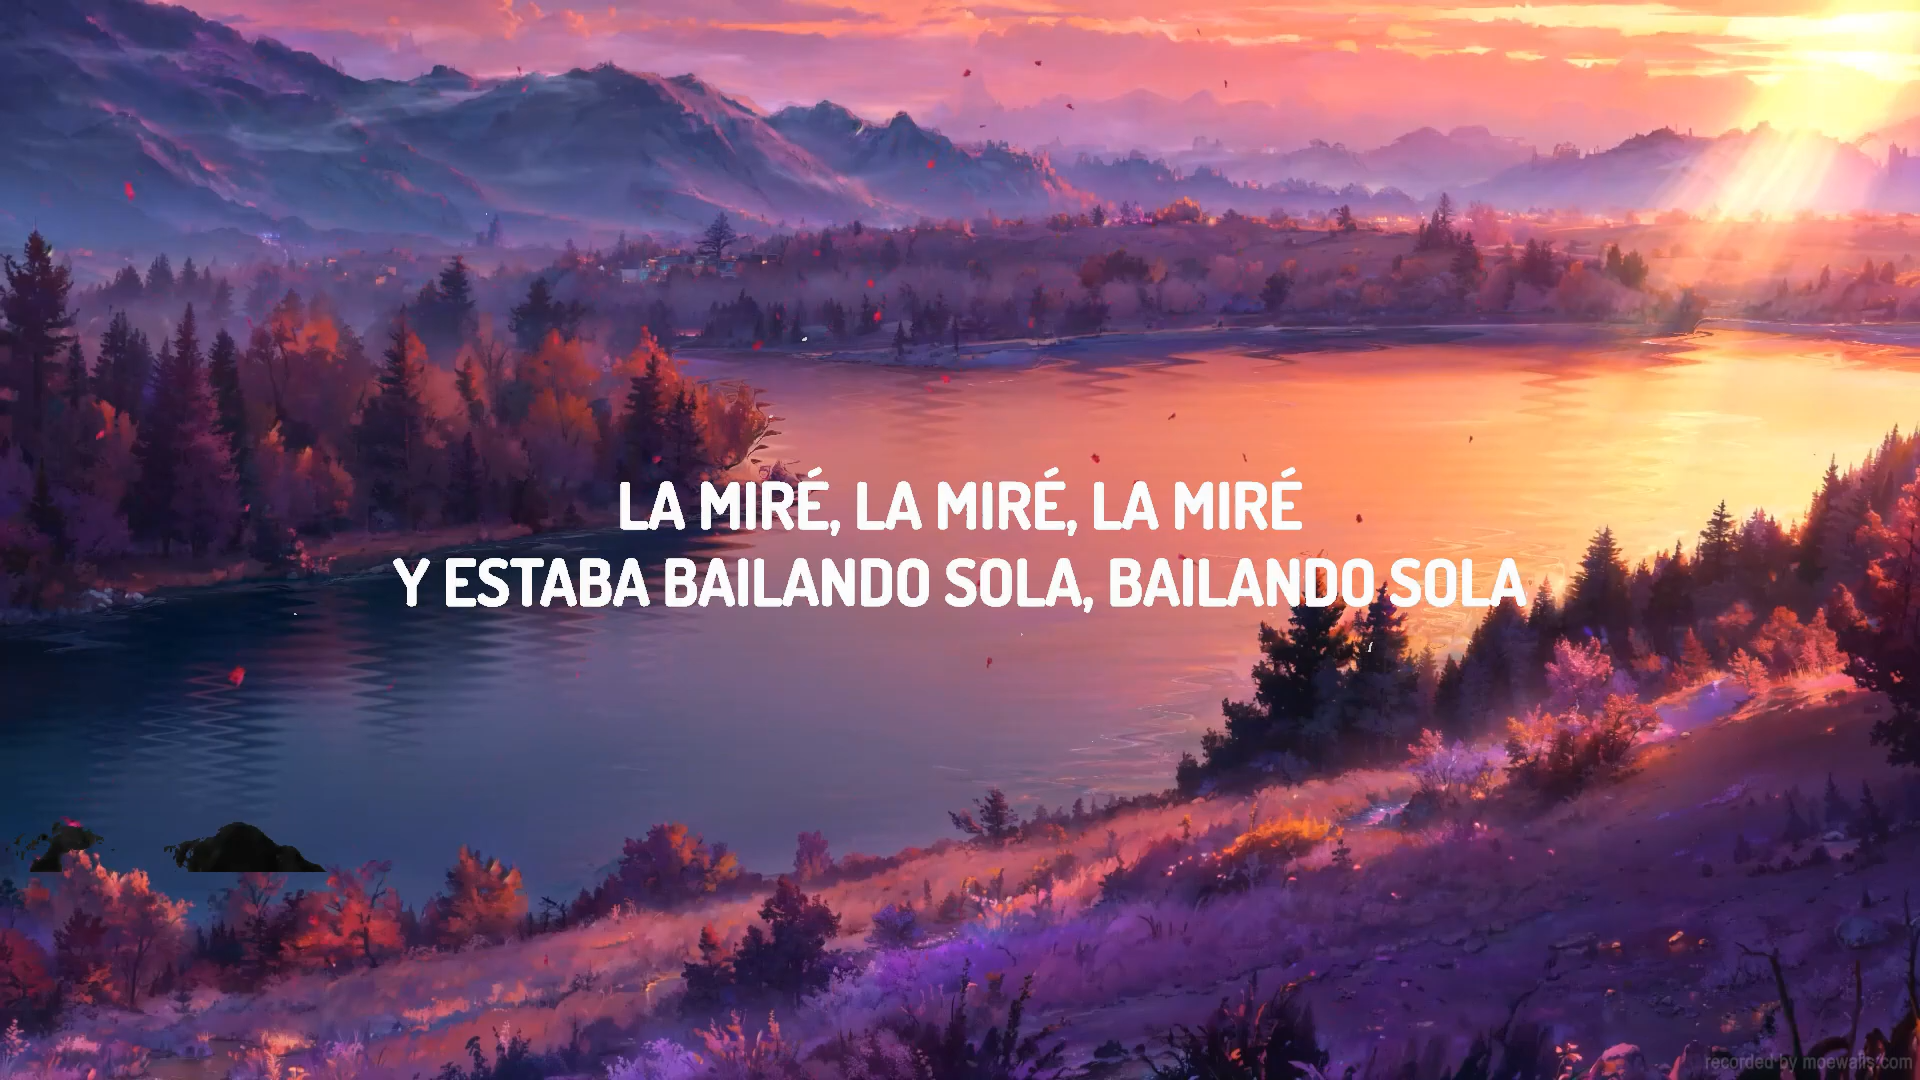 LA MIRÉ, LA MIRÉ, LA MIRÉ
Y ESTABA BAILANDO SOLA, BAILANDO SOLA
recorded by moewalls.com